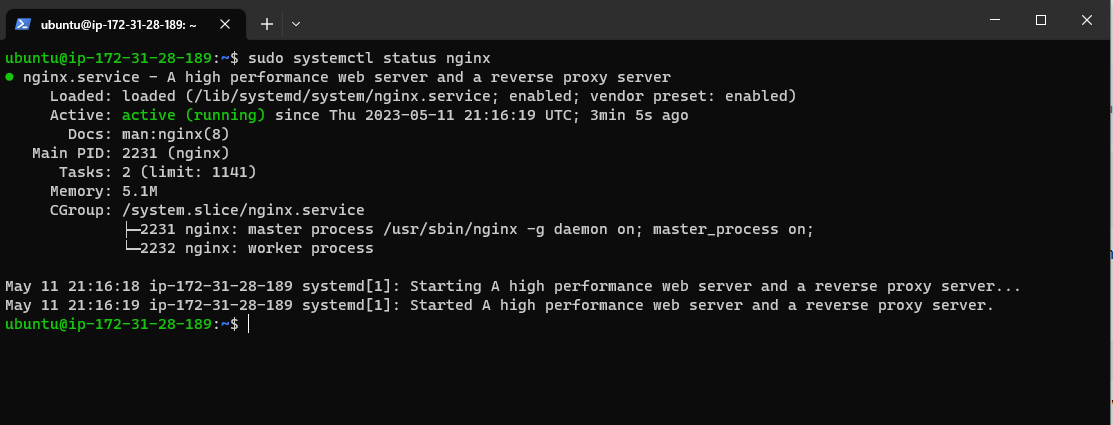 ubuntu@ip-172-31-28-189: ~
ubuntu@ip-172-31-28-189:~$ sudo systemctl status nginx
● nginx.service - A high performance web server and a reverse proxy server
     Loaded: loaded (/lib/systemd/system/nginx.service; enabled; vendor preset: enabled)
     Active: active (running) since Thu 2023-05-11 21:16:19 UTC; 3min 5s ago
       Docs: man:nginx(8)
   Main PID: 2231 (nginx)
      Tasks: 2 (limit: 1141)
     Memory: 5.1M
     CGroup: /system.slice/nginx.service
             ├─2231 nginx: master process /usr/sbin/nginx -g daemon on; master_process on;
             └─2232 nginx: worker process
May 11 21:16:18 ip-172-31-28-189 systemd[1]: Starting A high performance web server and a reverse proxy server...
May 11 21:16:19 ip-172-31-28-189 systemd[1]: Started A high performance web server and a reverse proxy server.
ubuntu@ip-172-31-28-189:~$